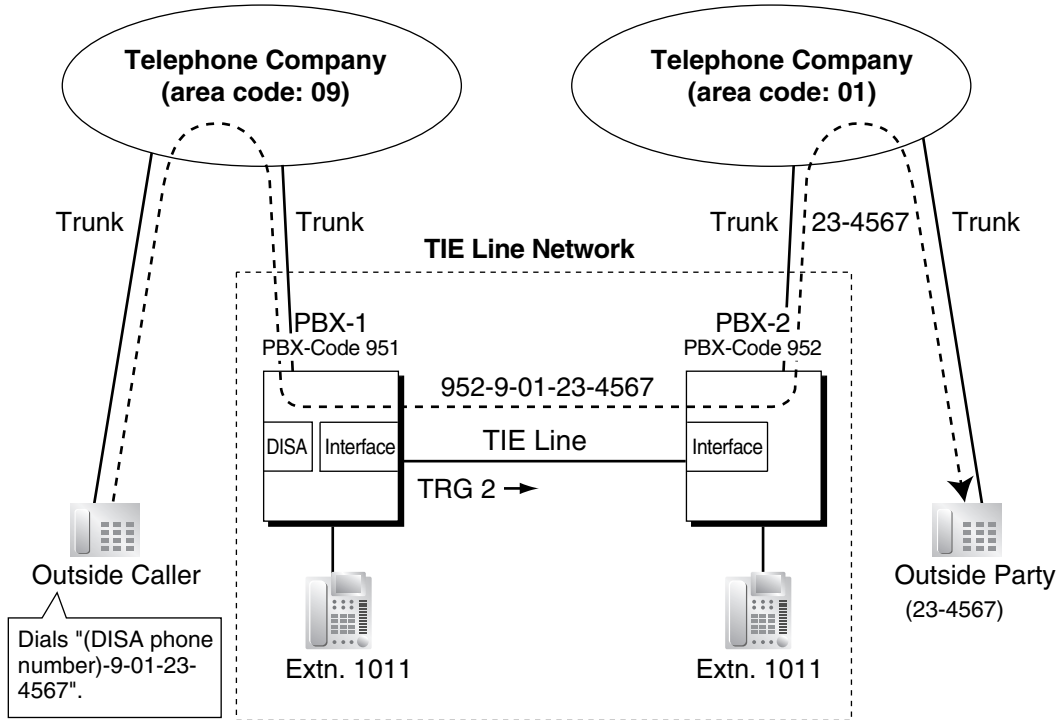 Telephone Company
(area code: 09)
Telephone Company
(area code: 01)
Trunk
Trunk
Trunk
23-4567
Trunk
TIE Line Network
PBX-1
PBX-Code 951
PBX-2
PBX-Code 952
952-9-01-23-4567
DISA
Interface
TIE Line
Interface
TRG 2
Outside Caller
Outside Party
(23-4567)
Dials "(DISA phone
number)-9-01-23-
4567".
Extn. 1011
Extn. 1011